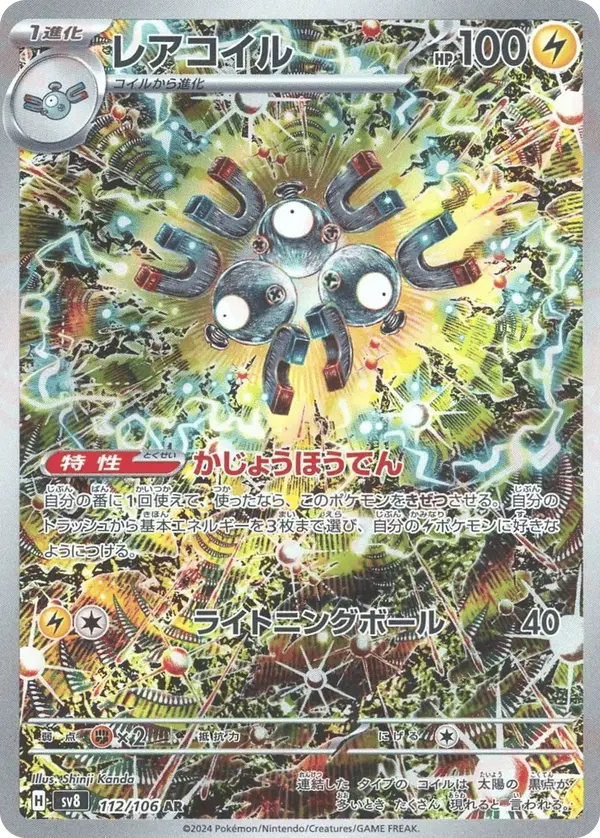 1進化
レアコイル
HP100
コイルから進化
特性
とくせい
かじょうほうでん
自分の番に1回使えて、使ったなら、このポケモンをきぜつさせる。自分の
トラッシュから基本エネルギーを3枚まで選び、自分のポケモンに好きな
ようにつける。
ライトニングボール 40
弱点 ×2 抵抗力 にげる
Illus. Shinji Kanda
H sv8 112/106 AR
連結した タイプの コイルは 太陽の 黒点が
多いとき たくさん 現れると 言われる。
©2024 Pokémon/Nintendo/Creatures/GAME FREAK.